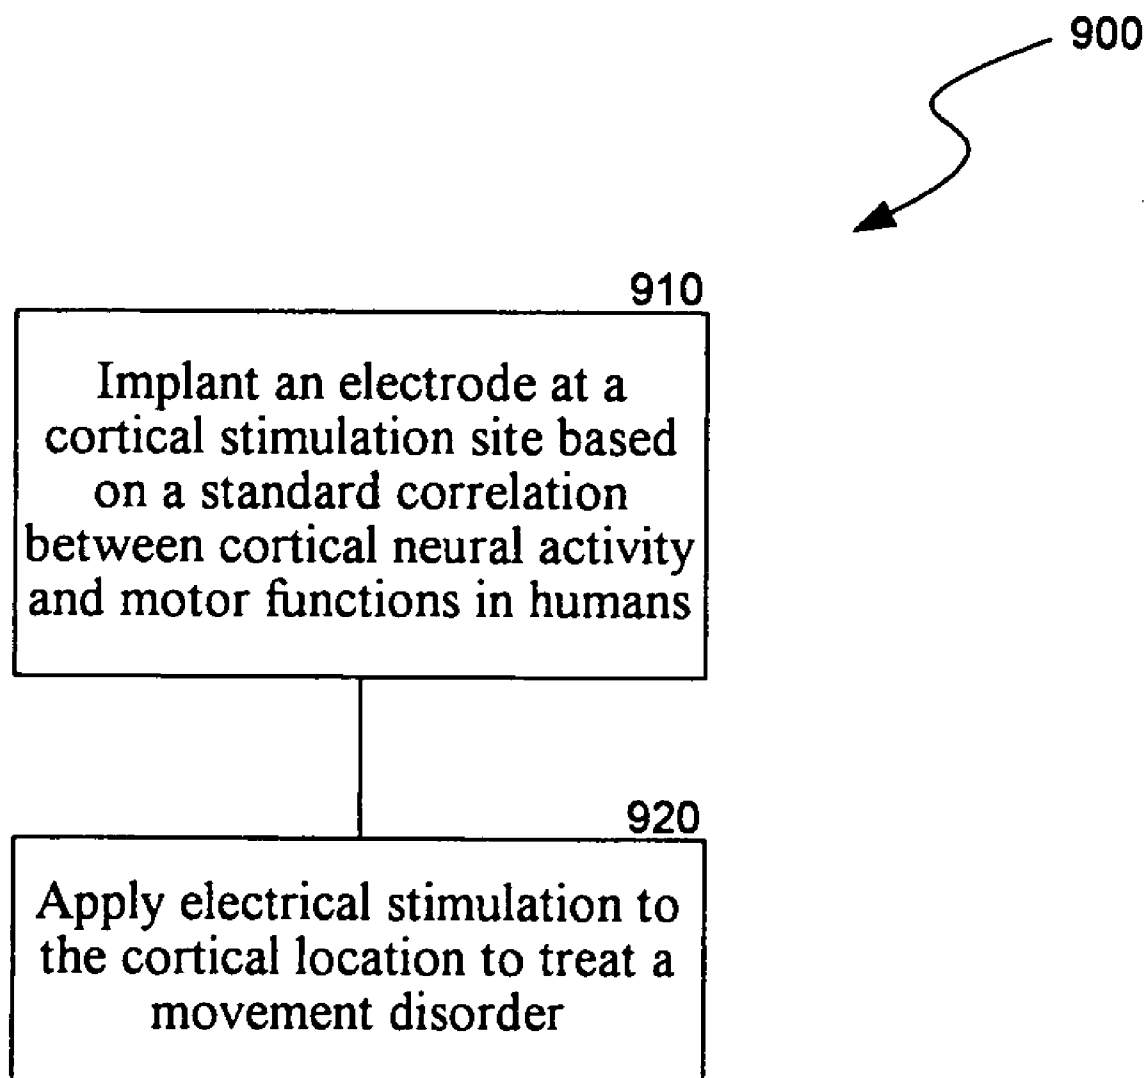 900
910
Implant an electrode at a
cortical stimulation site based
on a standard correlation
between cortical neural activity
and motor functions in humans
920
Apply electrical stimulation to
the cortical location to treat a
movement disorder